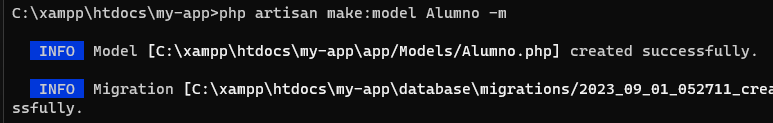 C:\xampp\htdocs\my-app>php artisan make:model Alumno -m
INFO Model [C:\xampp\htdocs\my-app\app/Models/Alumno.php] created successfully.
INFO Migration [C:\xampp\htdocs\my-app\database\migrations/2023_09_01_052711_crea
ssfully.